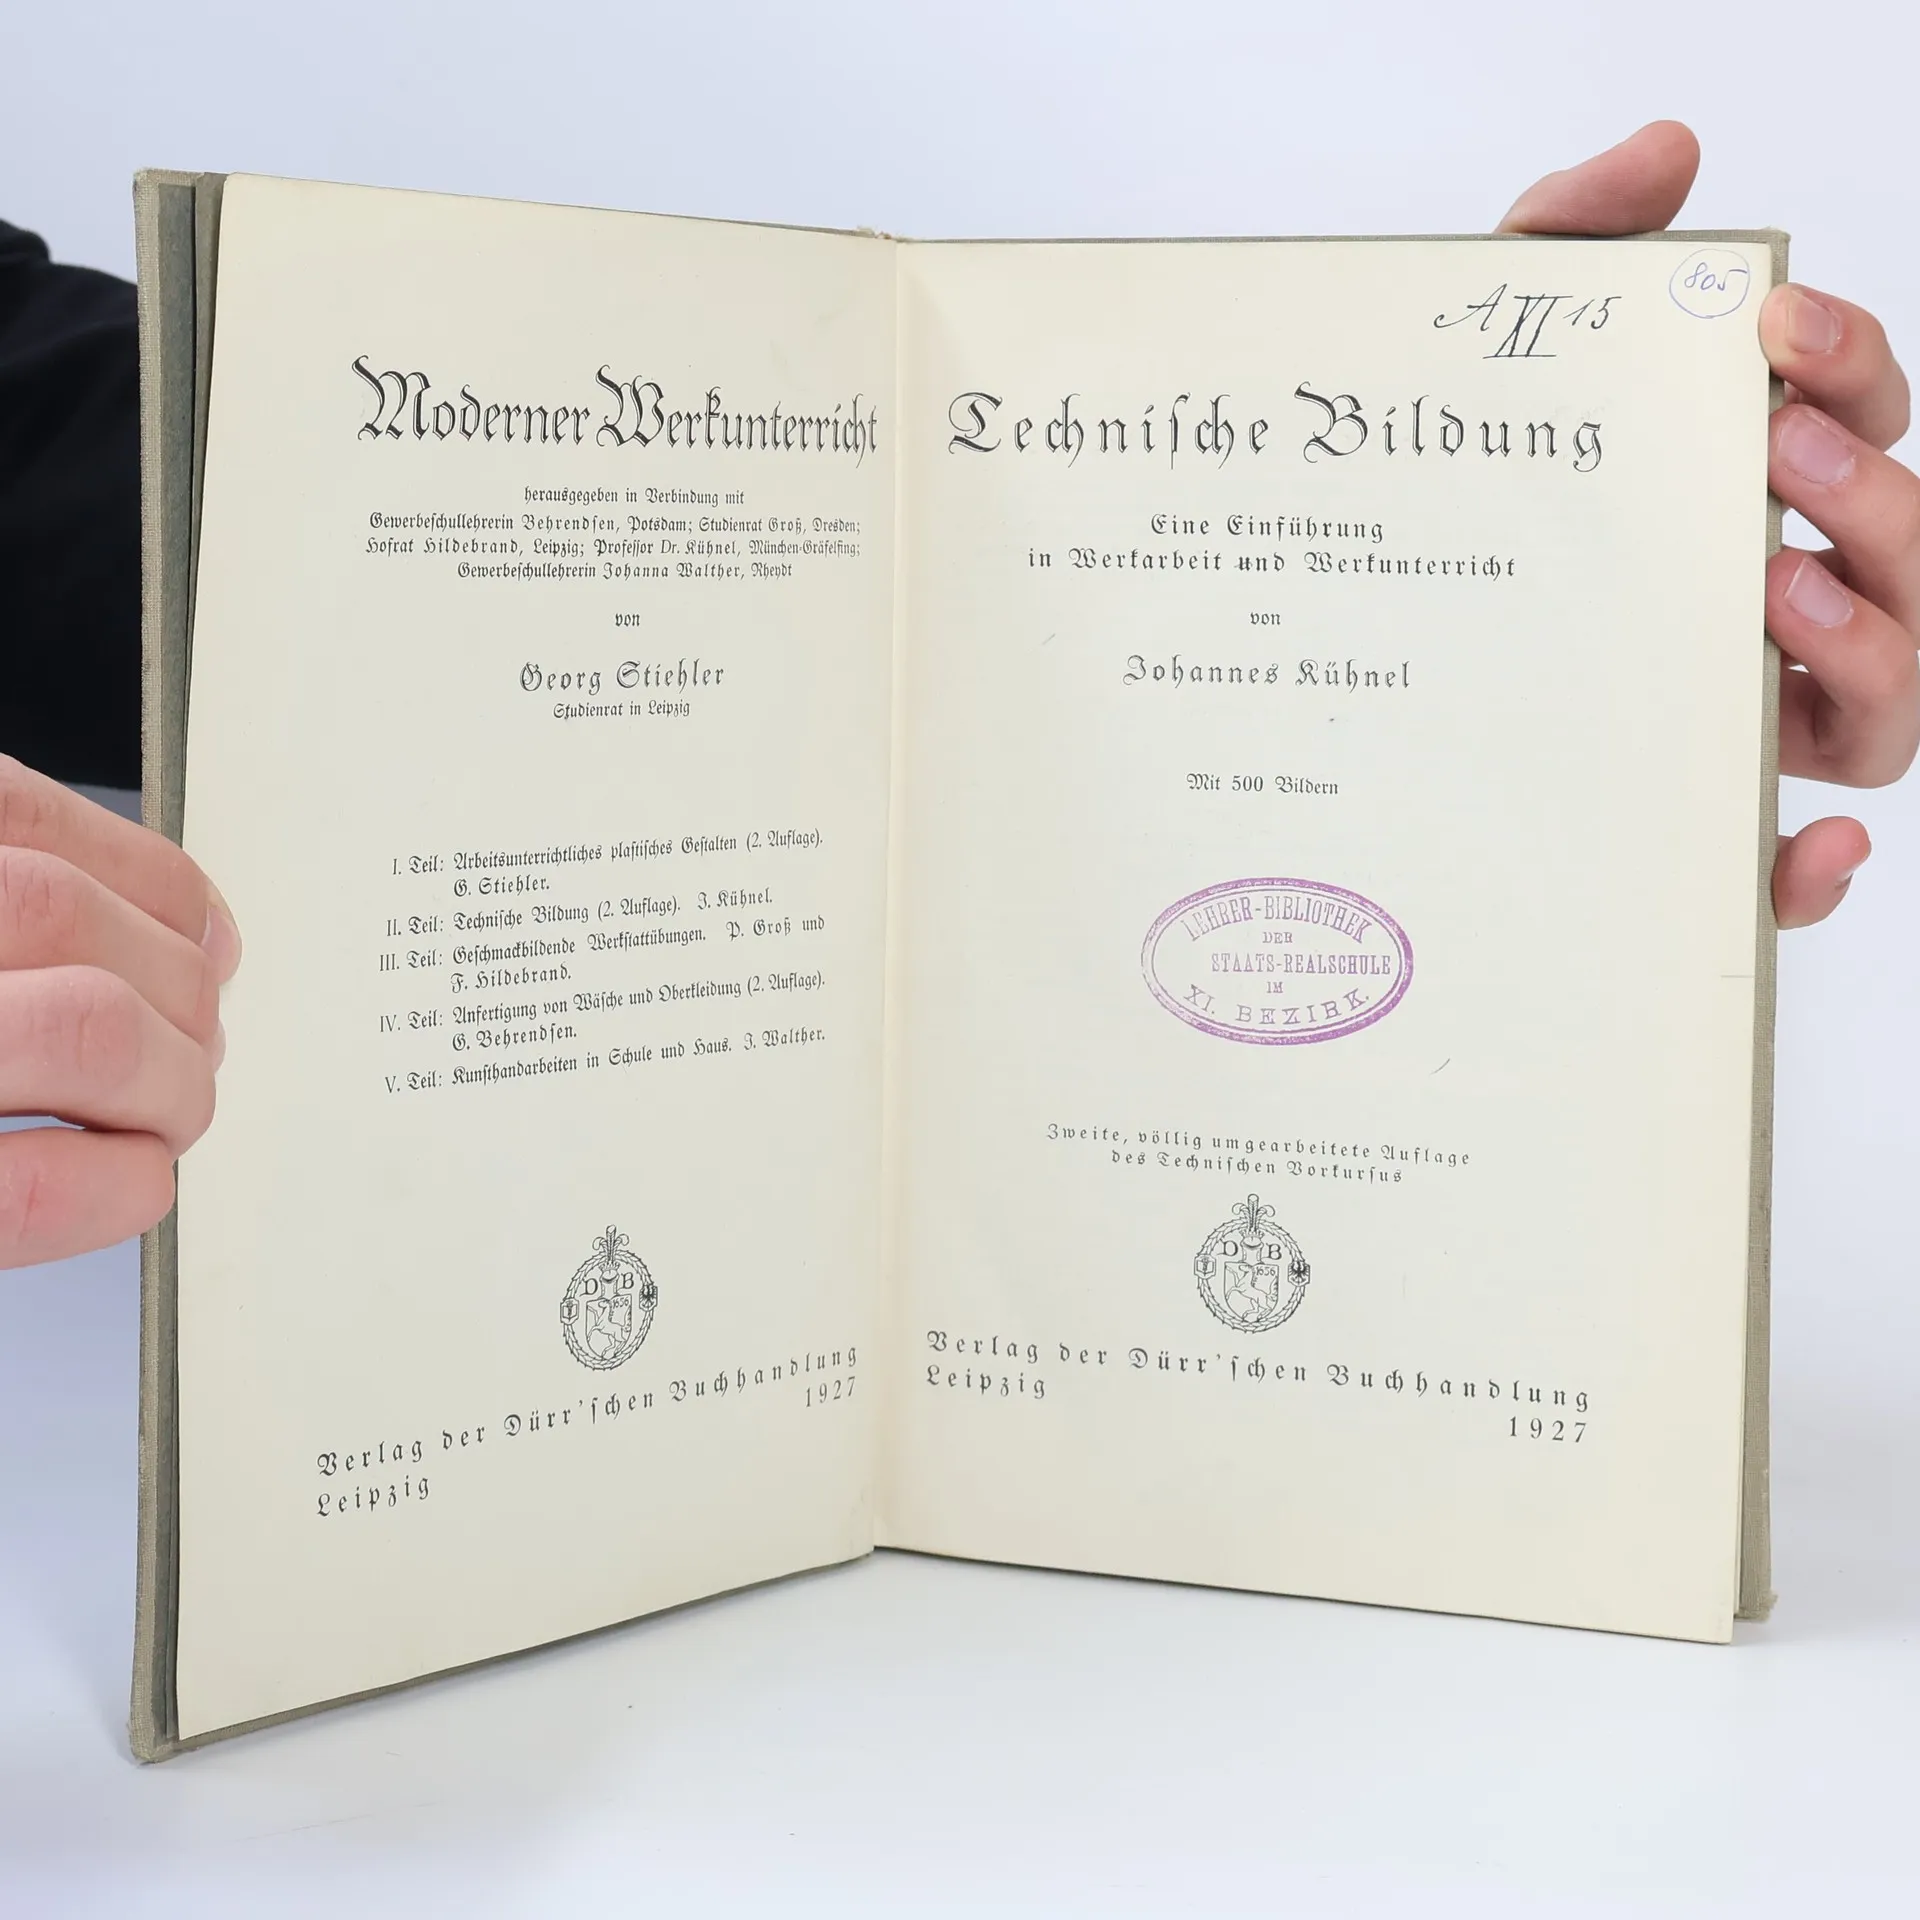 Moderner Werkunterricht
herausgegeben in Verbindung mit
Gewerbeschullehrerin Behrendsen, Potsdam; Studienrat Groß, Dresden;
Hofrat Hildebrand, Leipzig; Professor Dr. Kühnel, München-Gräfelfing;
Gewerbeschullehrerin Johanna Walther, Rheydt
von
Georg Stiehler
Studienrat in Leipzig
I. Teil: Arbeitsunterrichtliches plastisches Gestalten (2. Auflage).
G. Stiehler.
II. Teil: Technische Bildung (2. Auflage). J. Kühnel.
III. Teil: Geschmackbildende Werkstattübungen. P. Groß und
F. Hildebrand.
IV. Teil: Anfertigung von Wäsche und Oberkleidung (2. Auflage).
G. Behrendsen.
V. Teil: Kunsthandarbeiten in Schule und Haus. J. Walther.
D B
1656
Verlag der Dürr'schen Buchhandlung
Leipzig 1927
805
A XI 15
Technische Bildung
Eine Einführung
in Werkarbeit und Werkunterricht
von
Johannes Kühnel
Mit 500 Bildern
LEHRER-BIBLIOTHEK
DER
STAATS-REALSCHULE
IM
XI. BEZIRK.
Zweite, völlig umgearbeitete Auflage
des Technischen Vorkursus
D B
1656
Verlag der Dürr'schen Buchhandlung
Leipzig 1927